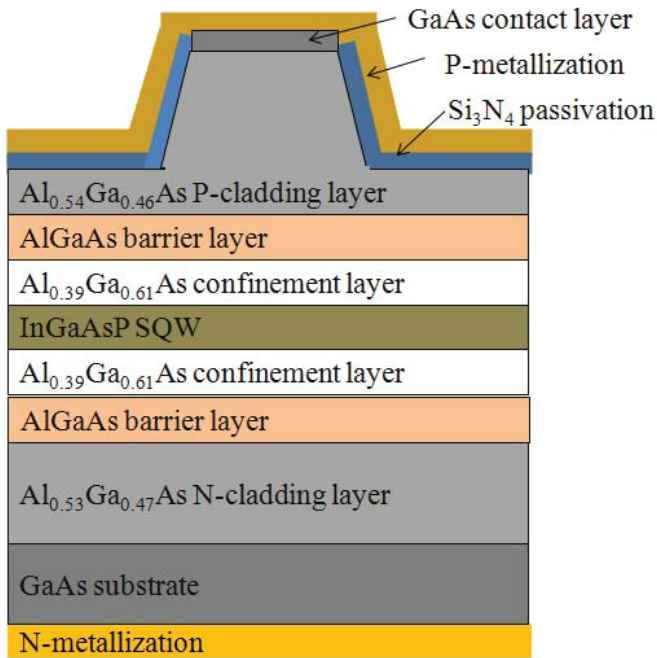 GaAs contact layer
P-metallization
Si₃N₄ passivation
Al₀.₅₄Ga₀.₄₆As P-cladding layer
AlGaAs barrier layer
Al₀.₃₉Ga₀.₆₁As confinement layer
InGaAsP SQW
Al₀.₃₉Ga₀.₆₁As confinement layer
AlGaAs barrier layer
Al₀.₅₃Ga₀.₄₇As N-cladding layer
GaAs substrate
N-metallization